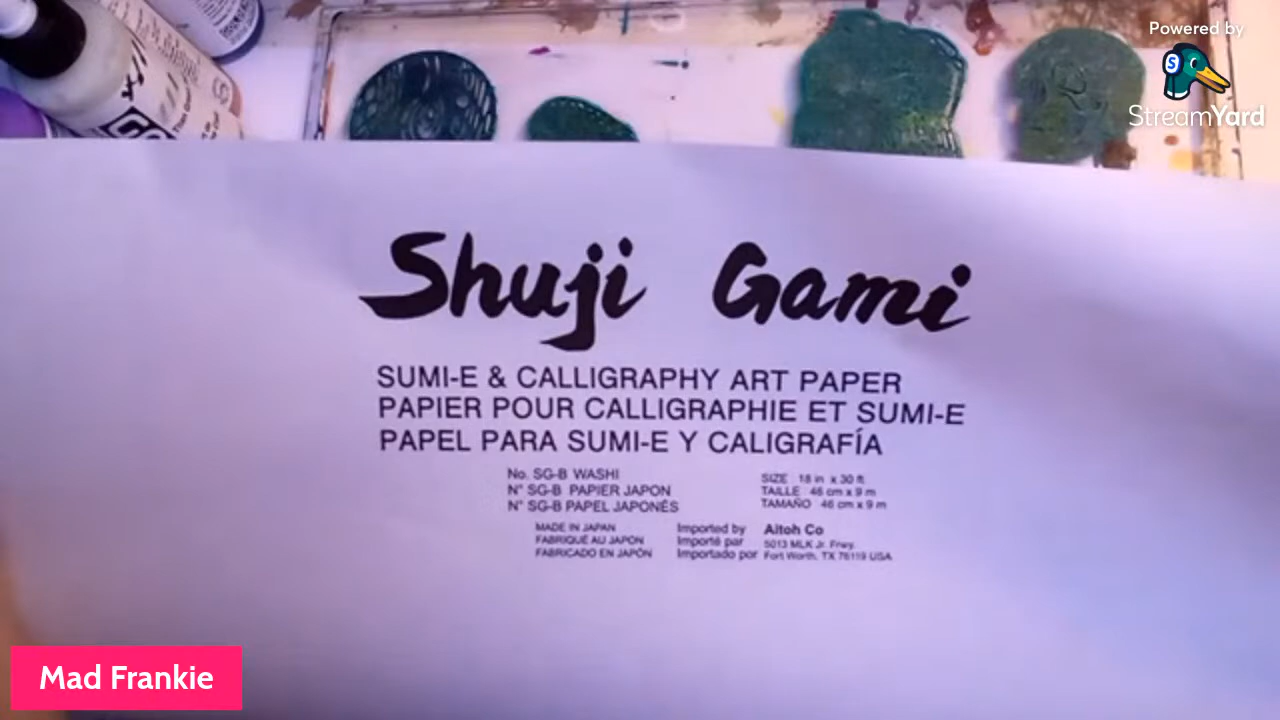 Powered by
StreamYard
Shuji Gami
SUMI-E & CALLIGRAPHY ART PAPER
PAPIER POUR CALLIGRAPHIE ET SUMI-E
PAPEL PARA SUMI-E Y CALIGRAFÍA
No. SG-B WASHI
N° SG-B PAPIER JAPON
N° SG-B PAPEL JAPONÉS
SIZE 18 in x 30 ft
TAILLE 46 cm x 9 m
TAMAÑO 46 cm x 9 m
MADE IN JAPAN
FABRIQUÉ AU JAPON
FABRICADO EN JAPÓN
Imported by
Importé par
Importado por
Aitoh Co
5013 MLK Jr. Frwy.
Fort Worth, TX 76119 USA
Mad Frankie